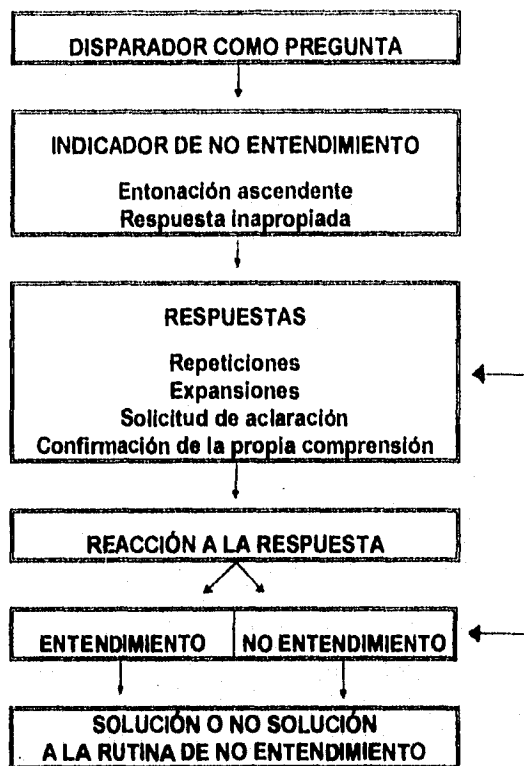 DISPARADOR COMO PREGUNTA
INDICADOR DE NO ENTENDIMIENTO
Entonación ascendente
Respuesta inapropiada
RESPUESTAS
Repeticiones
Expansiones
Solicitud de aclaración
Confirmación de la propia comprensión
REACCIÓN A LA RESPUESTA
ENTENDIMIENTO NO ENTENDIMIENTO
SOLUCIÓN O NO SOLUCIÓN
A LA RUTINA DE NO ENTENDIMIENTO